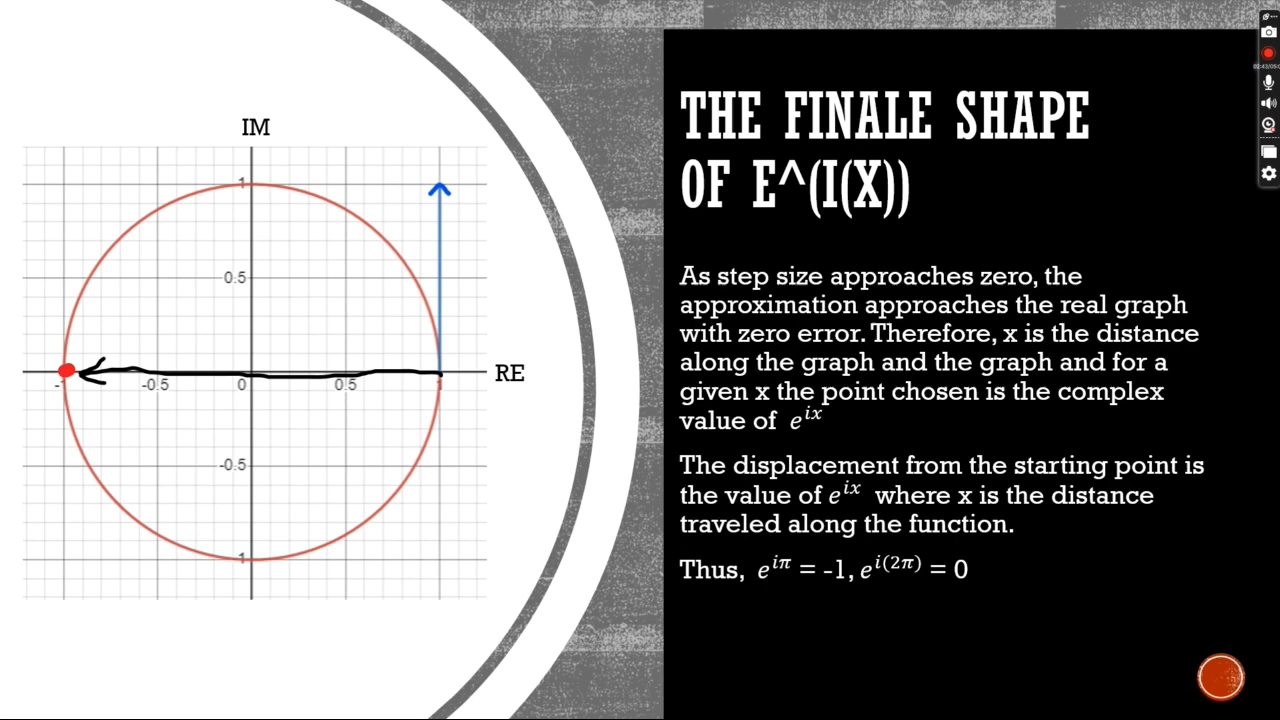 IM
1
0.5
-1
-0.5
0
0.5
1
RE
-0.5
1
THE FINALE SHAPE
OF E^(I(X))
As step size approaches zero, the
approximation approaches the real graph
with zero error. Therefore, x is the distance
along the graph and the graph and for a
given x the point chosen is the complex
value of e^{ix}
The displacement from the starting point is
the value of e^{ix} where x is the distance
traveled along the function.
Thus, e^{iπ} = -1, e^{i(2π)} = 0